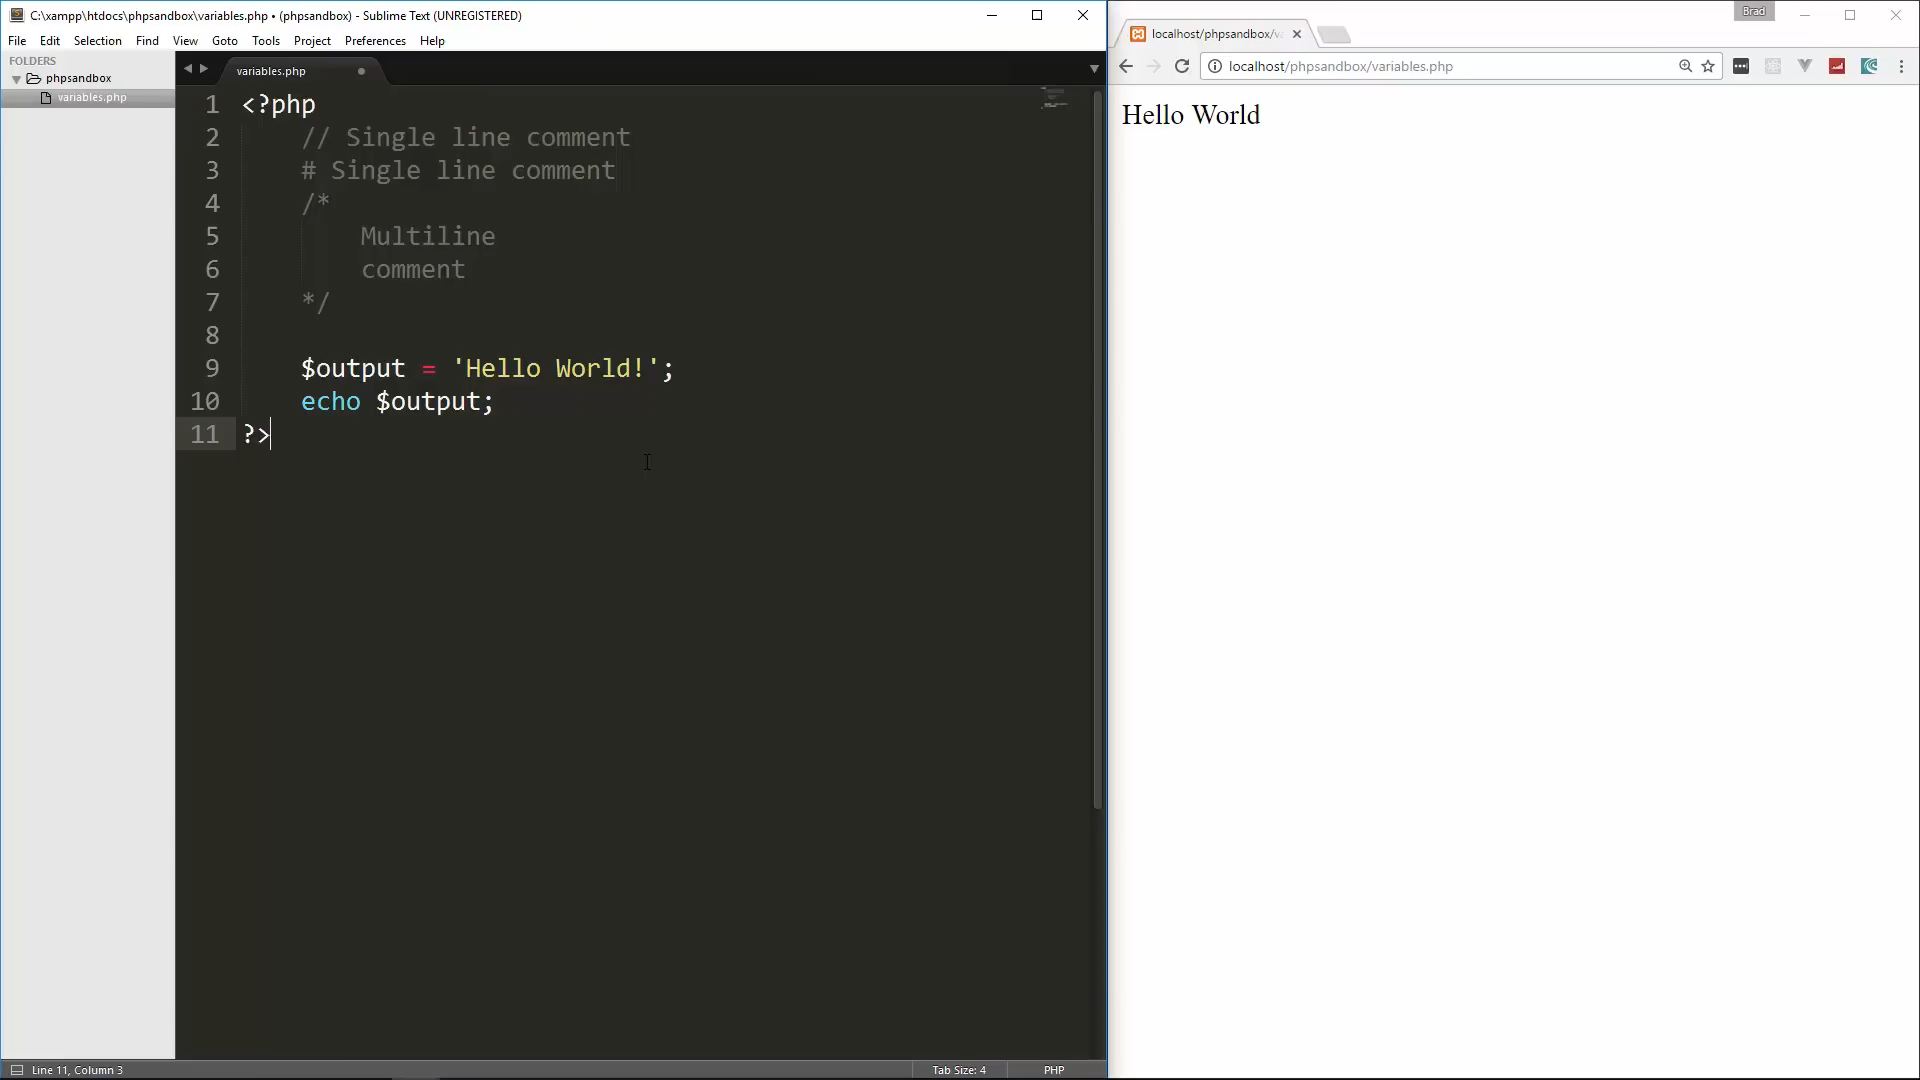 C:\xampp\htdocs\phpsandbox\variables.php • (phpsandbox) - Sublime Text (UNREGISTERED)
File Edit Selection Find View Goto Tools Project Preferences Help
FOLDERS
phpsandbox
variables.php
variables.php
1 <?php
2 // Single line comment
3 # Single line comment
4 /*
5 Multiline
6 comment
7 */
8
9 $output = 'Hello World!';
10 echo $output;
11 ?>
Line 11, Column 3
Tab Size: 4
PHP
Brad
localhost/phpsandbox/va
localhost/phpsandbox/variables.php
Hello World